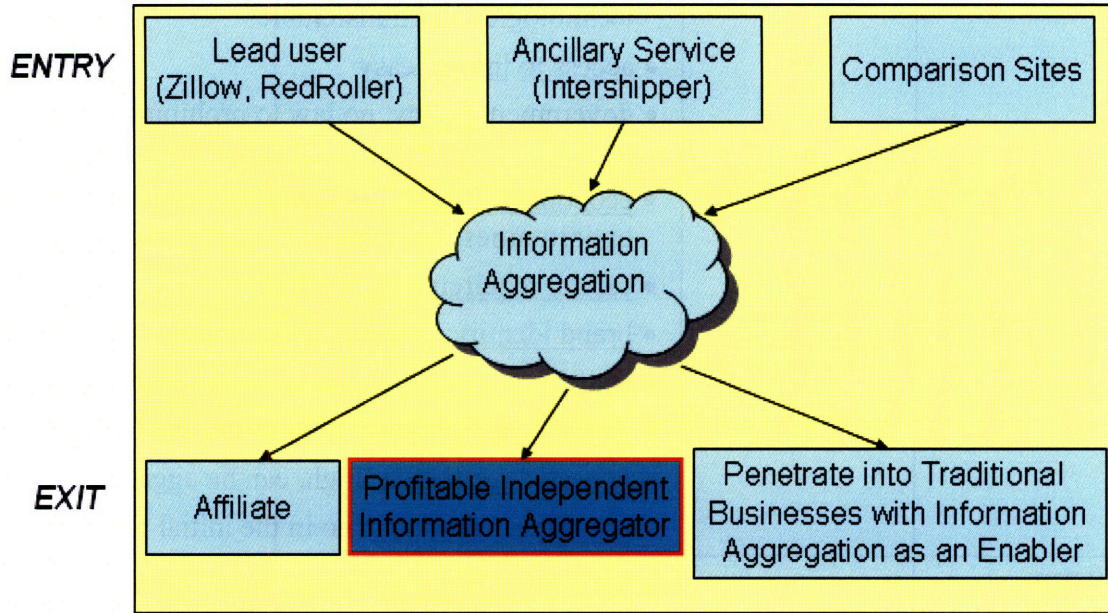 ENTRY
Lead user
(Zillow, RedRoller)
Ancillary Service
(Intershipper)
Comparison Sites
Information
Aggregation
EXIT
Affiliate
Profitable Independent
Information Aggregator
Penetrate into Traditional
Businesses with Information
Aggregation as an Enabler